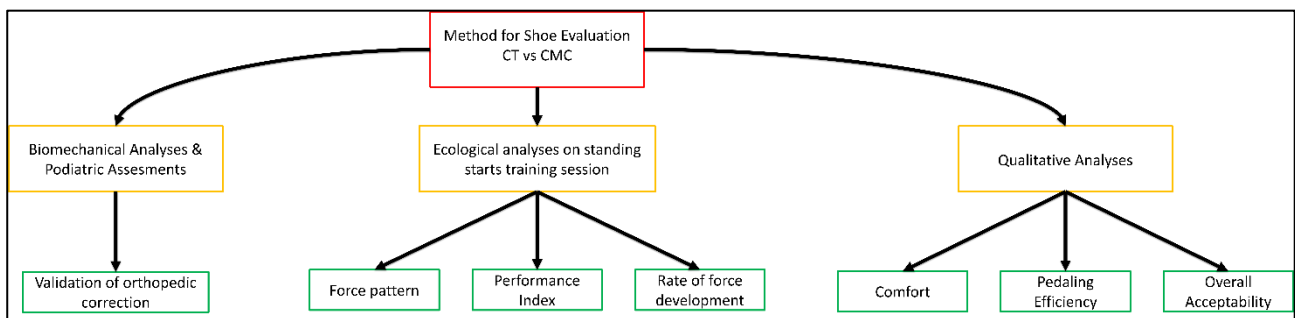 Method for Shoe Evaluation
CT vs CMC
Biomechanical Analyses &
Podiatric Assesments
Ecological analyses on standing
starts training session
Qualitative Analyses
Validation of orthopedic
correction
Force pattern
Performance
Index
Rate of force
development
Comfort
Pedaling
Efficiency
Overall
Acceptability